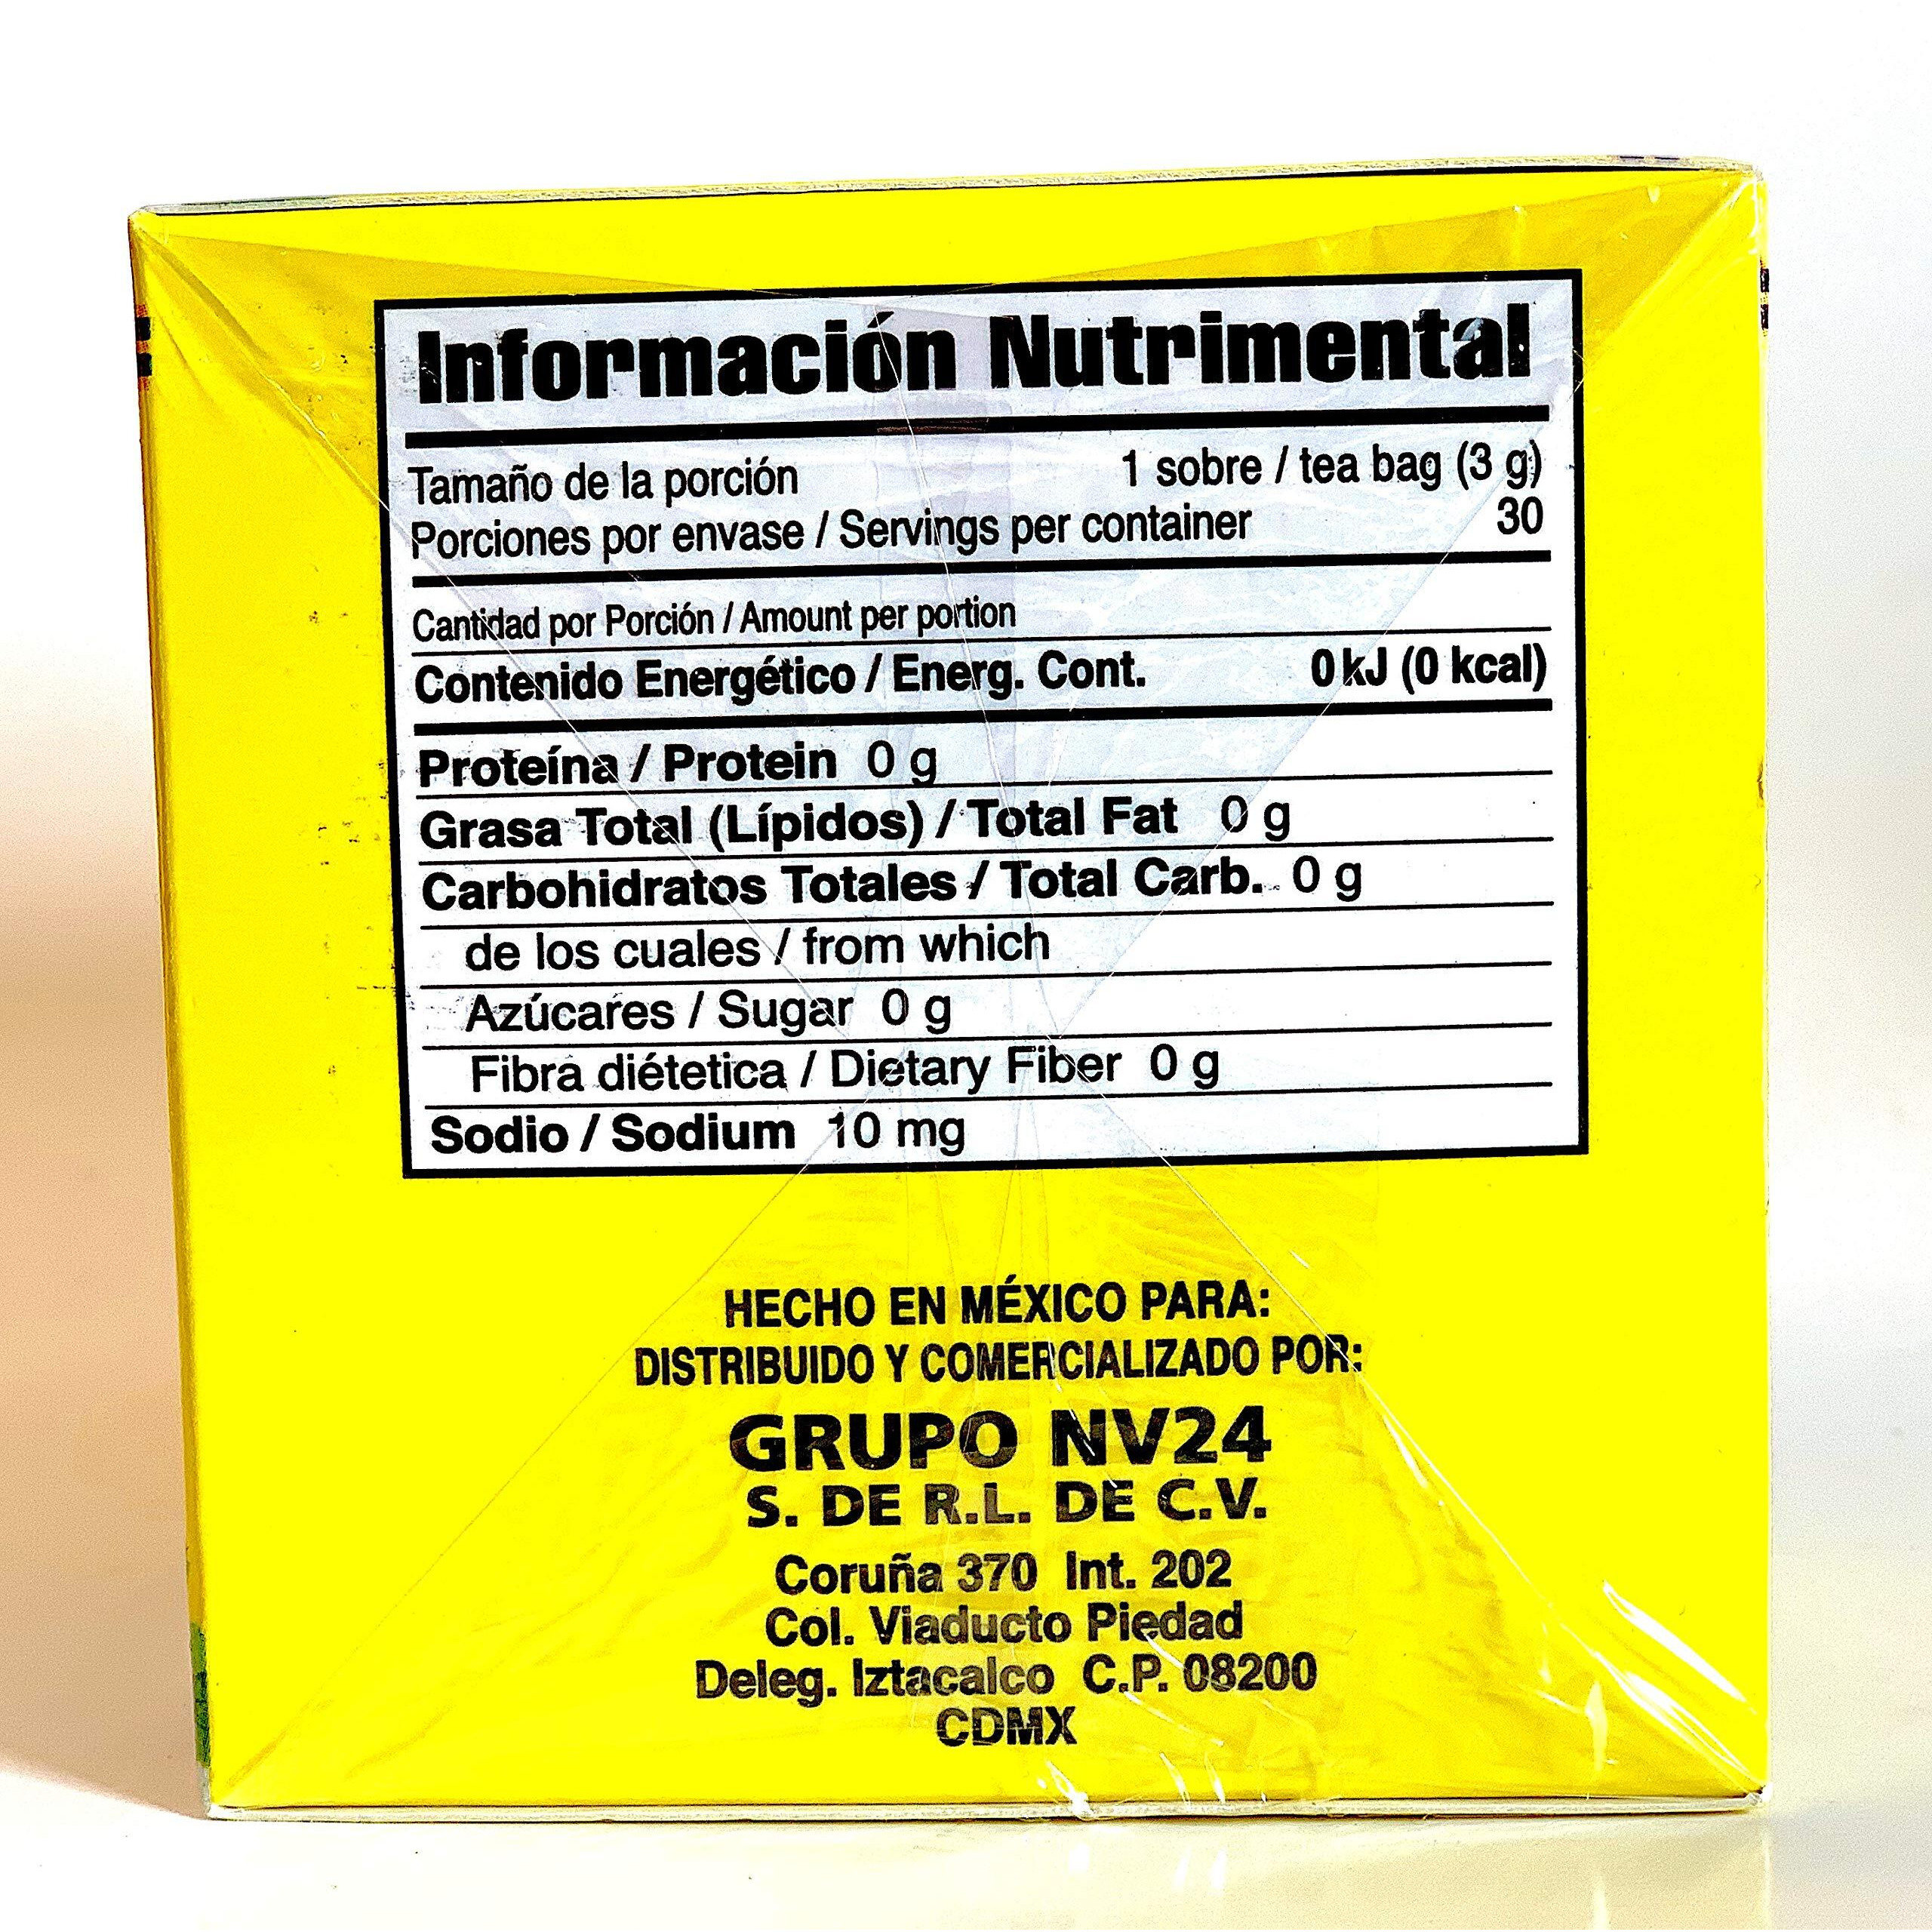 Información Nutrimental
Tamaño de la porción 1 sobre / tea bag (3 g)
Porciones por envase / Servings per container 30
Cantidad por Porción / Amount per portion
Contenido Energético / Energ. Cont. 0 kJ (0 kcal)
Proteína / Protein 0 g
Grasa Total (Lípidos) / Total Fat 0 g
Carbohidratos Totales / Total Carb. 0 g
de los cuales / from which
Azúcares / Sugar 0 g
Fibra diétetica / Dietary Fiber 0 g
Sodio / Sodium 10 mg
HECHO EN MÉXICO PARA:
DISTRIBUIDO Y COMERCIALIZADO POR:
GRUPO NV24
S. DE R.L. DE C.V.
Coruña 370 Int. 202
Col. Viaducto Piedad
Deleg. Iztacalco C.P. 08200
CDMX